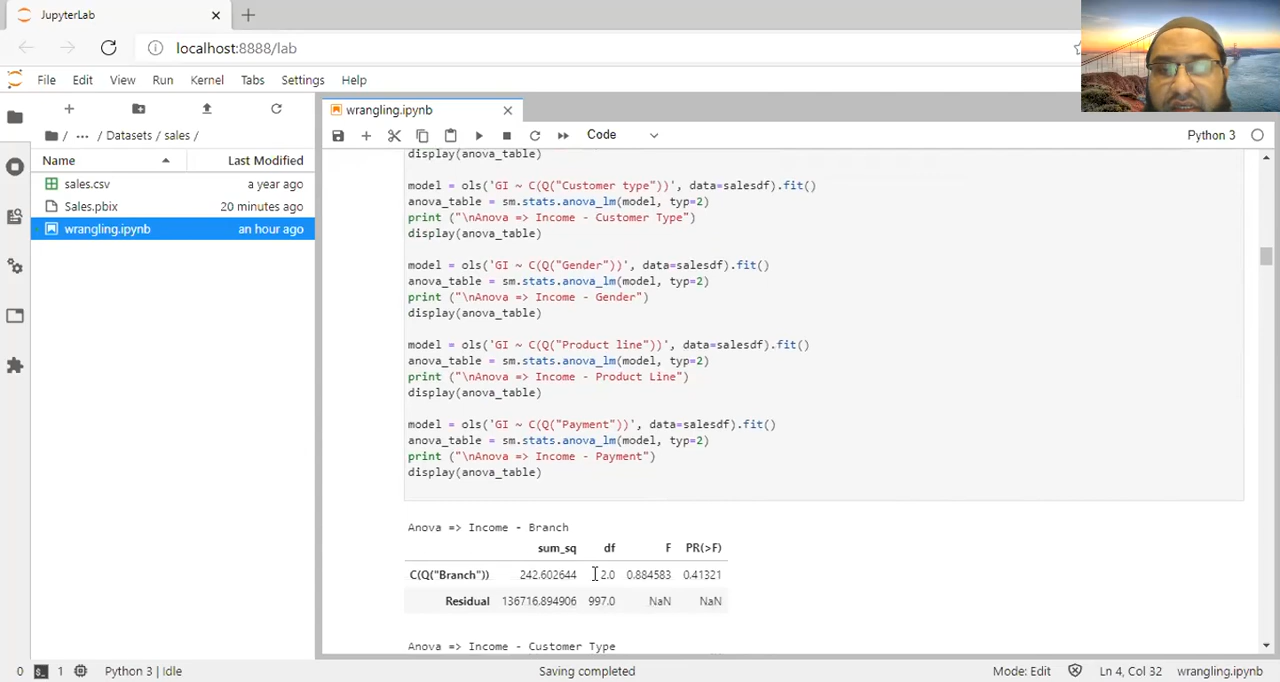 JupyterLab
localhost:8888/lab
File Edit View Run Kernel Tabs Settings Help
/ ... / Datasets / sales /
Name Last Modified
sales.csv a year ago
Sales.pbix 20 minutes ago
wrangling.ipynb an hour ago
wrangling.ipynb
Code Python 3
display(anova_table)
model = ols('GI ~ C(Q("Customer type"))', data=salesdf).fit()
anova_table = sm.stats.anova_lm(model, typ=2)
print ("\nAnova => Income - Customer Type")
display(anova_table)
model = ols('GI ~ C(Q("Gender"))', data=salesdf).fit()
anova_table = sm.stats.anova_lm(model, typ=2)
print ("\nAnova => Income - Gender")
display(anova_table)
model = ols('GI ~ C(Q("Product line"))', data=salesdf).fit()
anova_table = sm.stats.anova_lm(model, typ=2)
print ("\nAnova => Income - Product Line")
display(anova_table)
model = ols('GI ~ C(Q("Payment"))', data=salesdf).fit()
anova_table = sm.stats.anova_lm(model, typ=2)
print ("\nAnova => Income - Payment")
display(anova_table)
Anova => Income - Branch
sum_sq df F PR(>F)
C(Q("Branch")) 242.602644 2.0 0.884583 0.41321
Residual 136716.894906 997.0 NaN NaN
Anova => Income - Customer Type
0 1 Python 3 | Idle Saving completed Mode: Edit Ln 4, Col 32 wrangling.ipynb